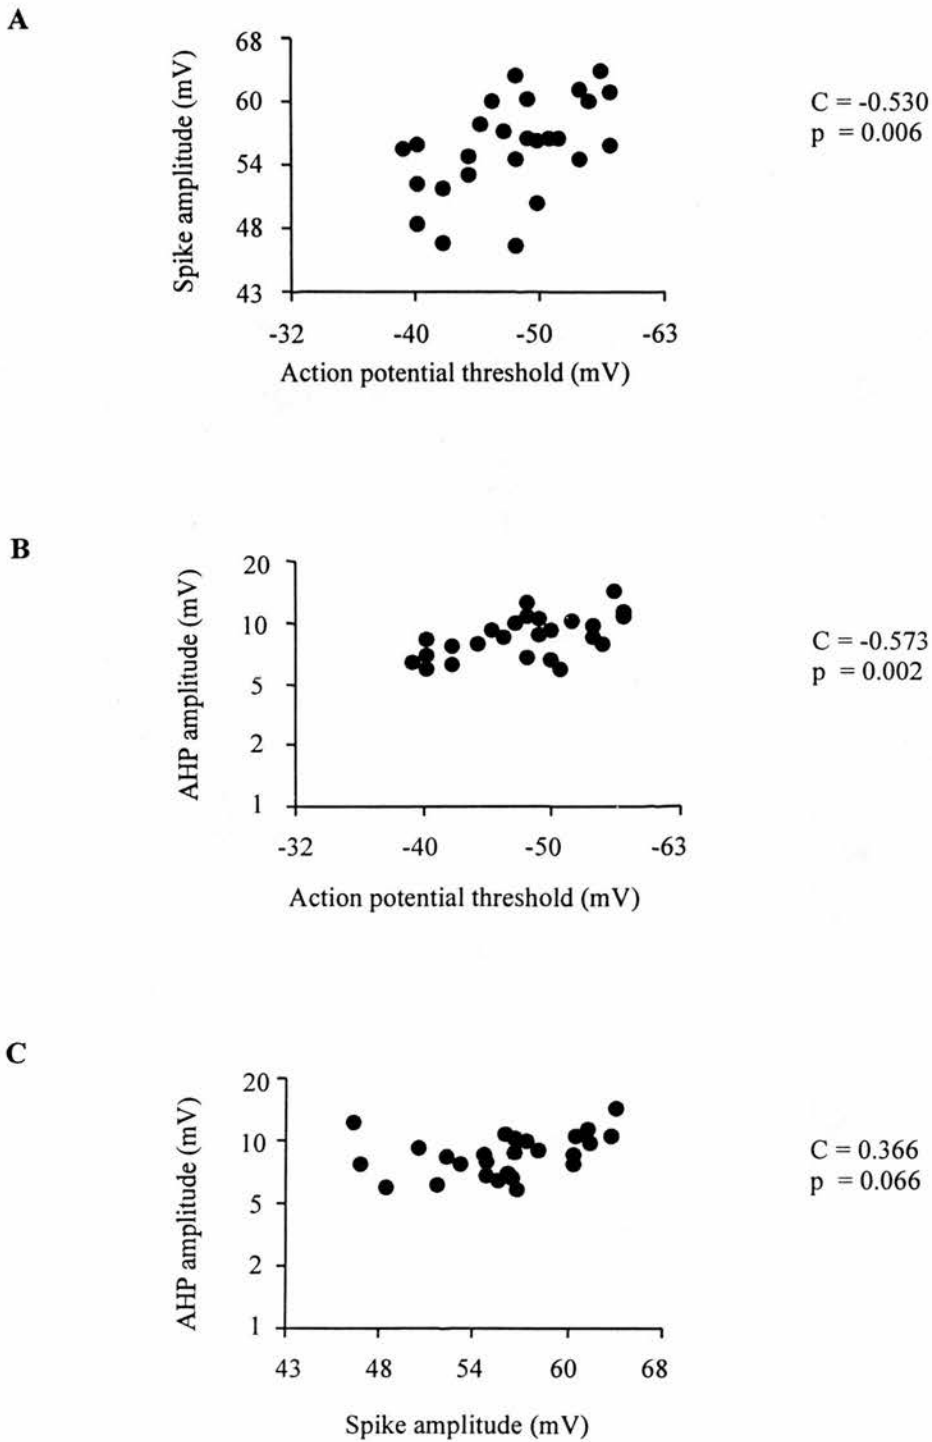 A
68
60
54
48
43
Spike amplitude (mV)
-32 -40 -50 -63
Action potential threshold (mV)
C = -0.530
p = 0.006
B
20
10
5
2
1
AHP amplitude (mV)
-32 -40 -50 -63
Action potential threshold (mV)
C = -0.573
p = 0.002
C
20
10
5
2
1
AHP amplitude (mV)
43 48 54 60 68
Spike amplitude (mV)
C = 0.366
p = 0.066